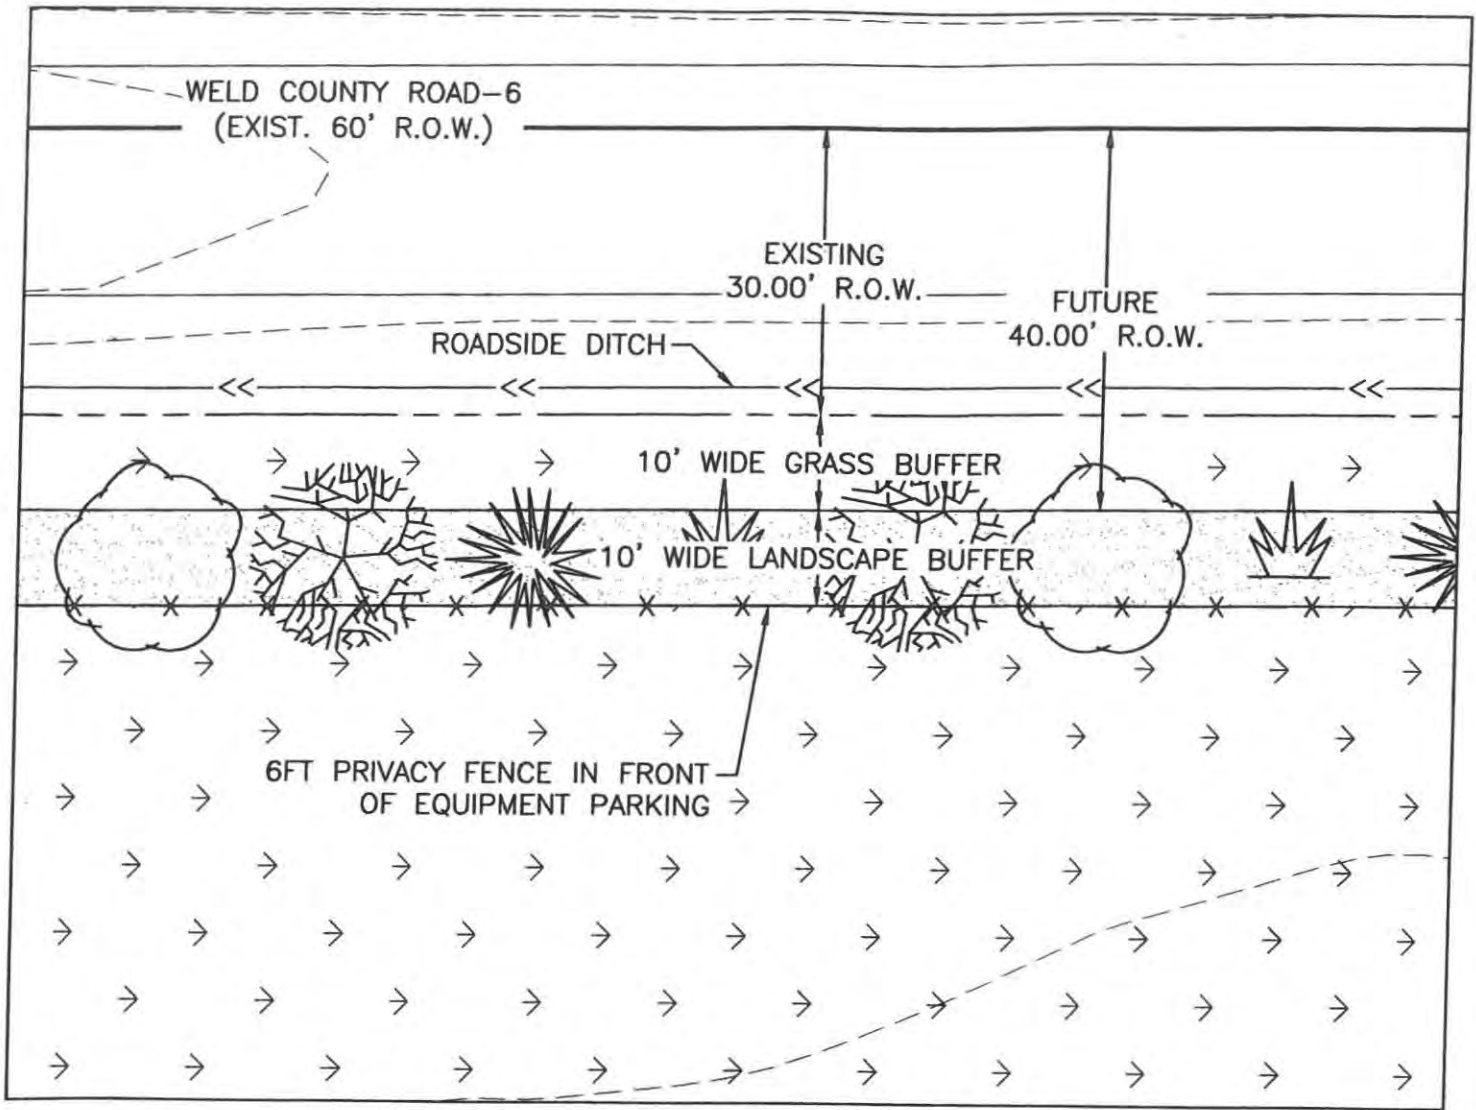 WELD COUNTY ROAD-6
(EXIST. 60' R.O.W.)
EXISTING
30.00' R.O.W.
FUTURE
40.00' R.O.W.
ROADSIDE DITCH
10' WIDE GRASS BUFFER
10' WIDE LANDSCAPE BUFFER
6FT PRIVACY FENCE IN FRONT
OF EQUIPMENT PARKING